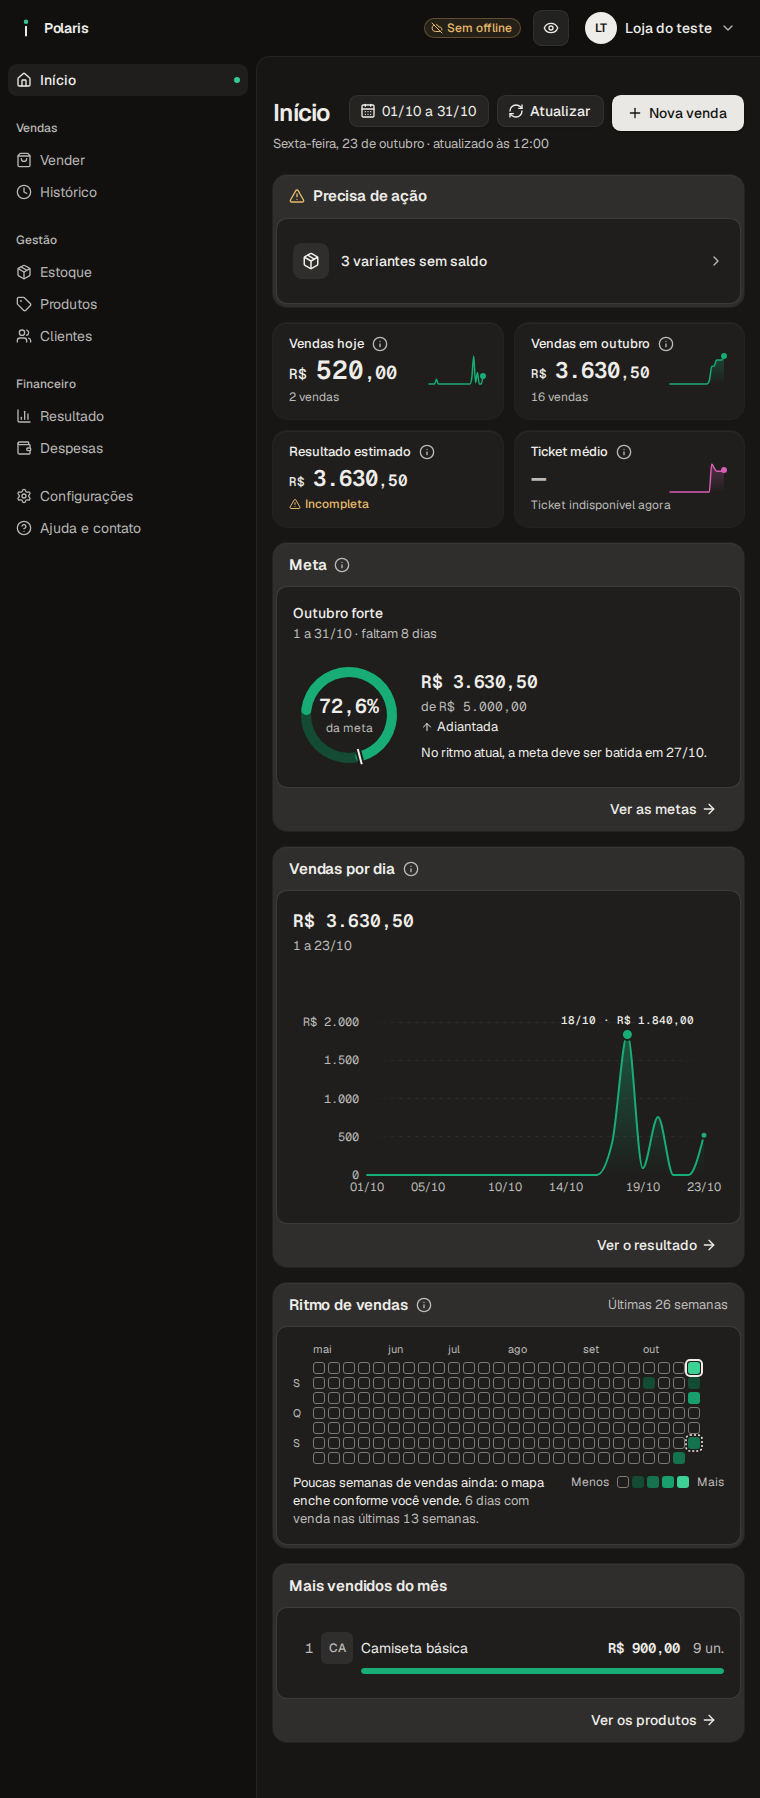 Polaris
Sem offline
LT
Loja do teste
Início
Vendas
Vender
Histórico
Gestão
Estoque
Produtos
Clientes
Financeiro
Resultado
Despesas
Configurações
Ajuda e contato
Início
01/10 a 31/10
Atualizar
Nova venda
Sexta-feira, 23 de outubro · atualizado às 12:00
Precisa de ação
3 variantes sem saldo
Vendas hoje
R$ 520,00
2 vendas
Vendas em outubro
R$ 3.630,50
16 vendas
Resultado estimado
R$ 3.630,50
Incompleta
Ticket médio
—
Ticket indisponível agora
Meta
Outubro forte
1 a 31/10 · faltam 8 dias
72,6%
da meta
R$ 3.630,50
de R$ 5.000,00
Adiantada
No ritmo atual, a meta deve ser batida em 27/10.
Ver as metas
Vendas por dia
R$ 3.630,50
1 a 23/10
18/10 · R$ 1.840,00
R$ 2.000
1.500
1.000
500
0
01/10 05/10 10/10 14/10 19/10 23/10
Ver o resultado
Ritmo de vendas
Últimas 26 semanas
mai jun jul ago set out
S
Q
S
Poucas semanas de vendas ainda: o mapa
enche conforme você vende. 6 dias com
venda nas últimas 13 semanas.
Menos
Mais
Mais vendidos do mês
1 CA Camiseta básica R$ 900,00 9 un.
Ver os produtos